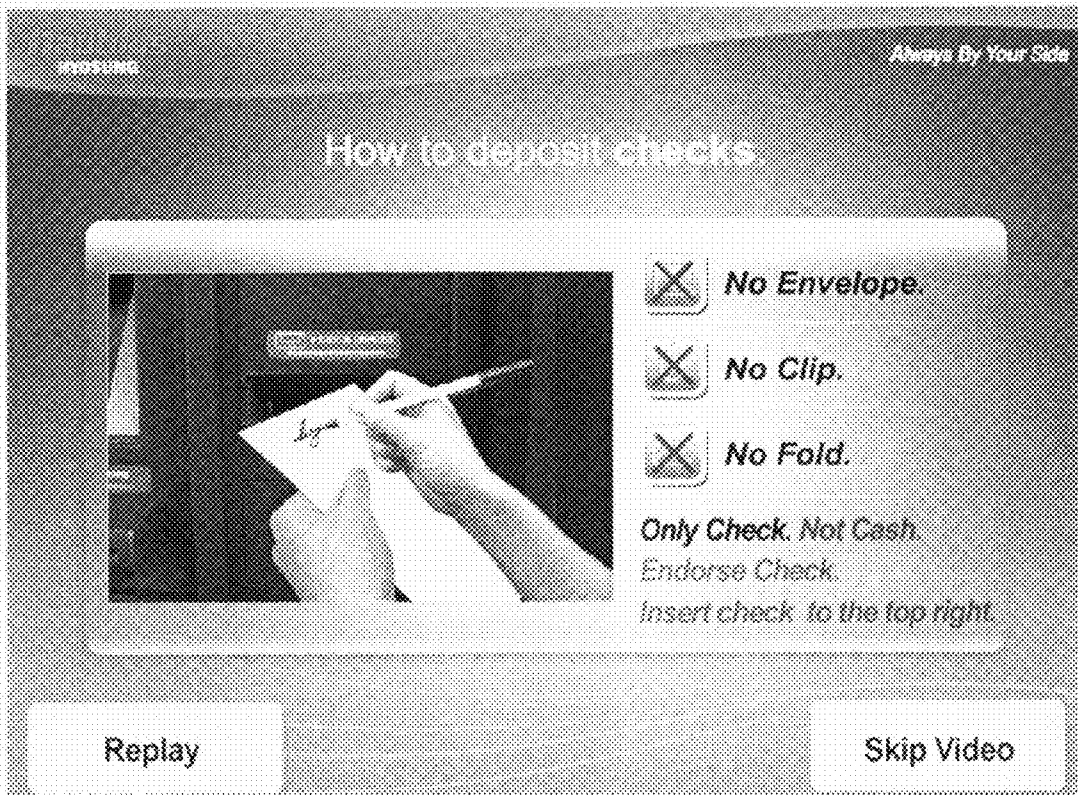 HYOSUNG
Always By Your Side
How to deposit checks
No Envelope.
No Clip.
No Fold.
Only Check. Not Cash.
Endorse Check.
Insert check to the top right.
Replay
Skip Video